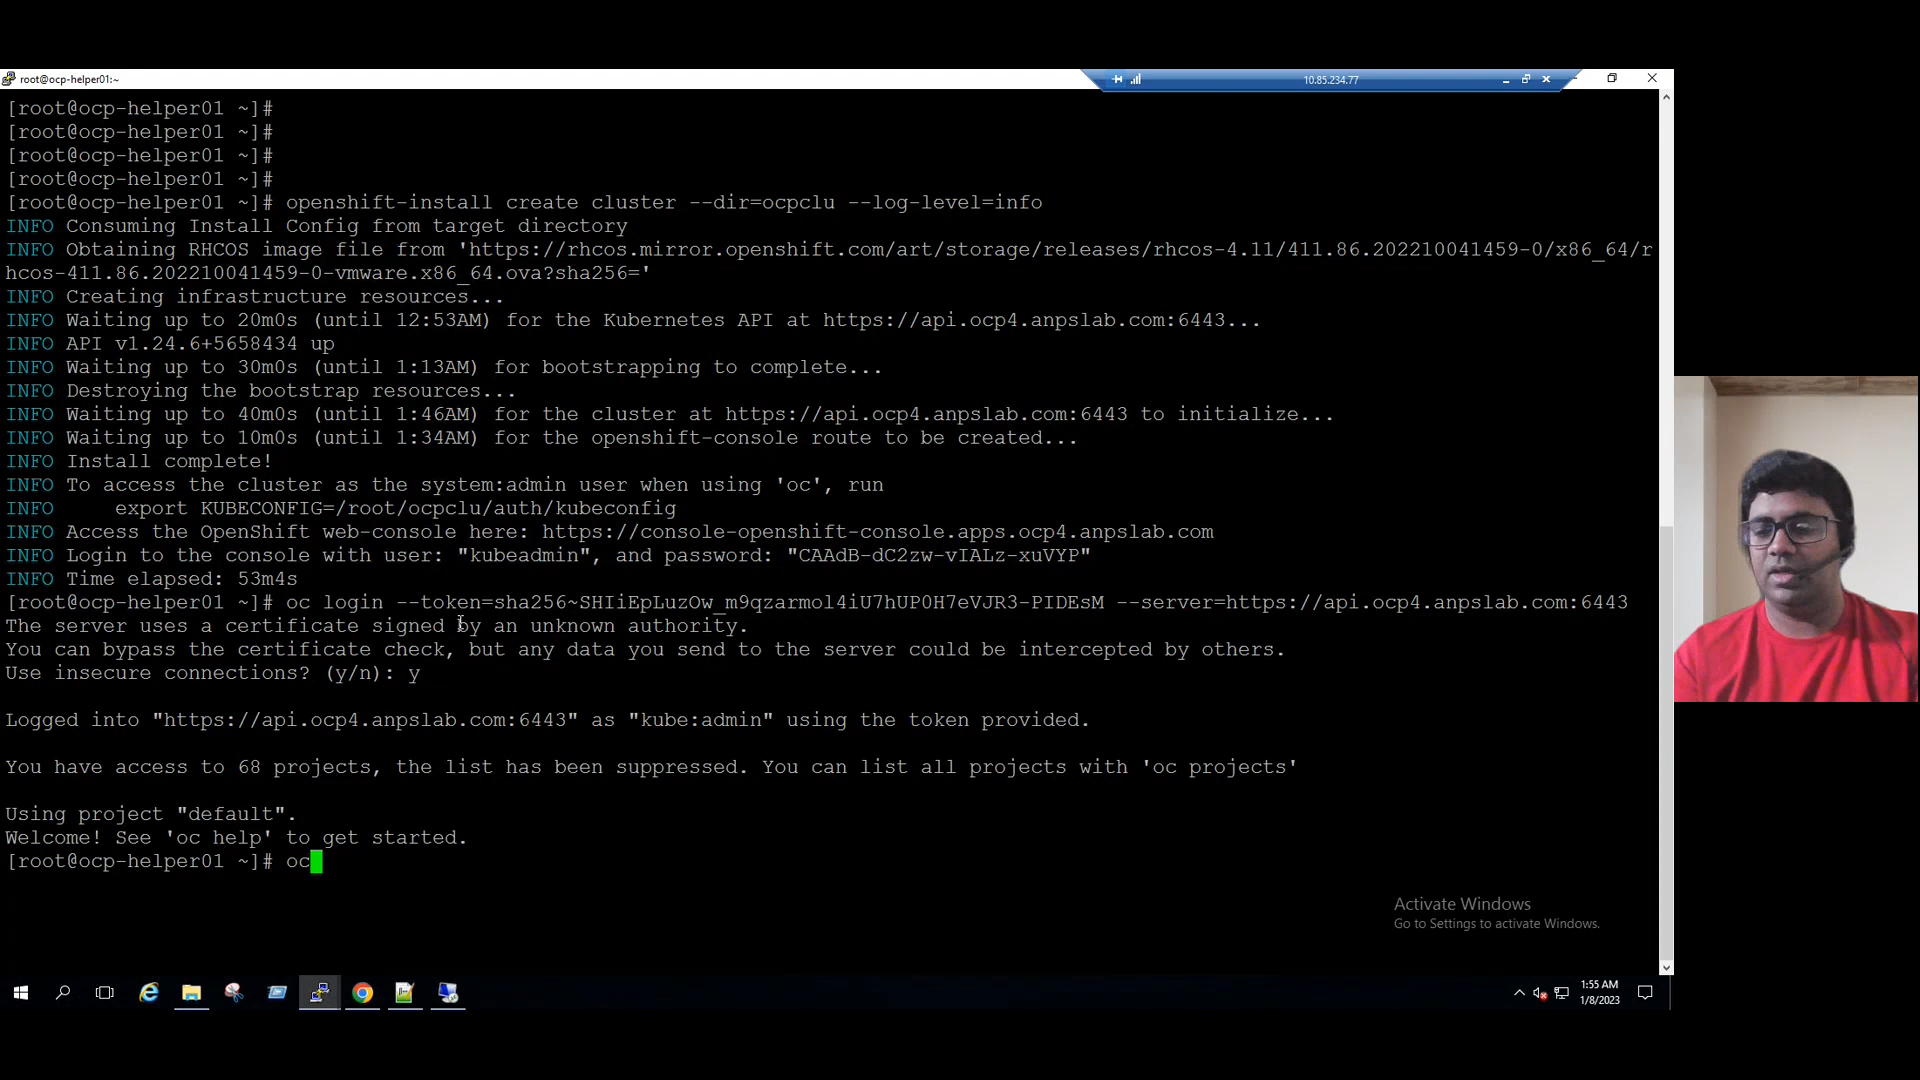 root@ocp-helper01:~
10.85.234.77
[root@ocp-helper01 ~]#
[root@ocp-helper01 ~]#
[root@ocp-helper01 ~]#
[root@ocp-helper01 ~]#
[root@ocp-helper01 ~]# openshift-install create cluster --dir=ocpclu --log-level=info
INFO Consuming Install Config from target directory
INFO Obtaining RHCOS image file from 'https://rhcos.mirror.openshift.com/art/storage/releases/rhcos-4.11/411.86.202210041459-0/x86_64/r
hcos-411.86.202210041459-0-vmware.x86_64.ova?sha256='
INFO Creating infrastructure resources...
INFO Waiting up to 20m0s (until 12:53AM) for the Kubernetes API at https://api.ocp4.anpslab.com:6443...
INFO API v1.24.6+5658434 up
INFO Waiting up to 30m0s (until 1:13AM) for bootstrapping to complete...
INFO Destroying the bootstrap resources...
INFO Waiting up to 40m0s (until 1:46AM) for the cluster at https://api.ocp4.anpslab.com:6443 to initialize...
INFO Waiting up to 10m0s (until 1:34AM) for the openshift-console route to be created...
INFO Install complete!
INFO To access the cluster as the system:admin user when using 'oc', run
INFO     export KUBECONFIG=/root/ocpclu/auth/kubeconfig
INFO Access the OpenShift web-console here: https://console-openshift-console.apps.ocp4.anpslab.com
INFO Login to the console with user: "kubeadmin", and password: "CAAdB-dC2zw-vIALz-xuVYP"
INFO Time elapsed: 53m4s
[root@ocp-helper01 ~]# oc login --token=sha256~SHIiEpLuzOw_m9qzarmol4iU7hUP0H7eVJR3-PIDEsM --server=https://api.ocp4.anpslab.com:6443
The server uses a certificate signed by an unknown authority.
You can bypass the certificate check, but any data you send to the server could be intercepted by others.
Use insecure connections? (y/n): y
Logged into "https://api.ocp4.anpslab.com:6443" as "kube:admin" using the token provided.
You have access to 68 projects, the list has been suppressed. You can list all projects with 'oc projects'
Using project "default".
Welcome! See 'oc help' to get started.
[root@ocp-helper01 ~]# oc
Activate Windows
Go to Settings to activate Windows.
1:55 AM
1/8/2023